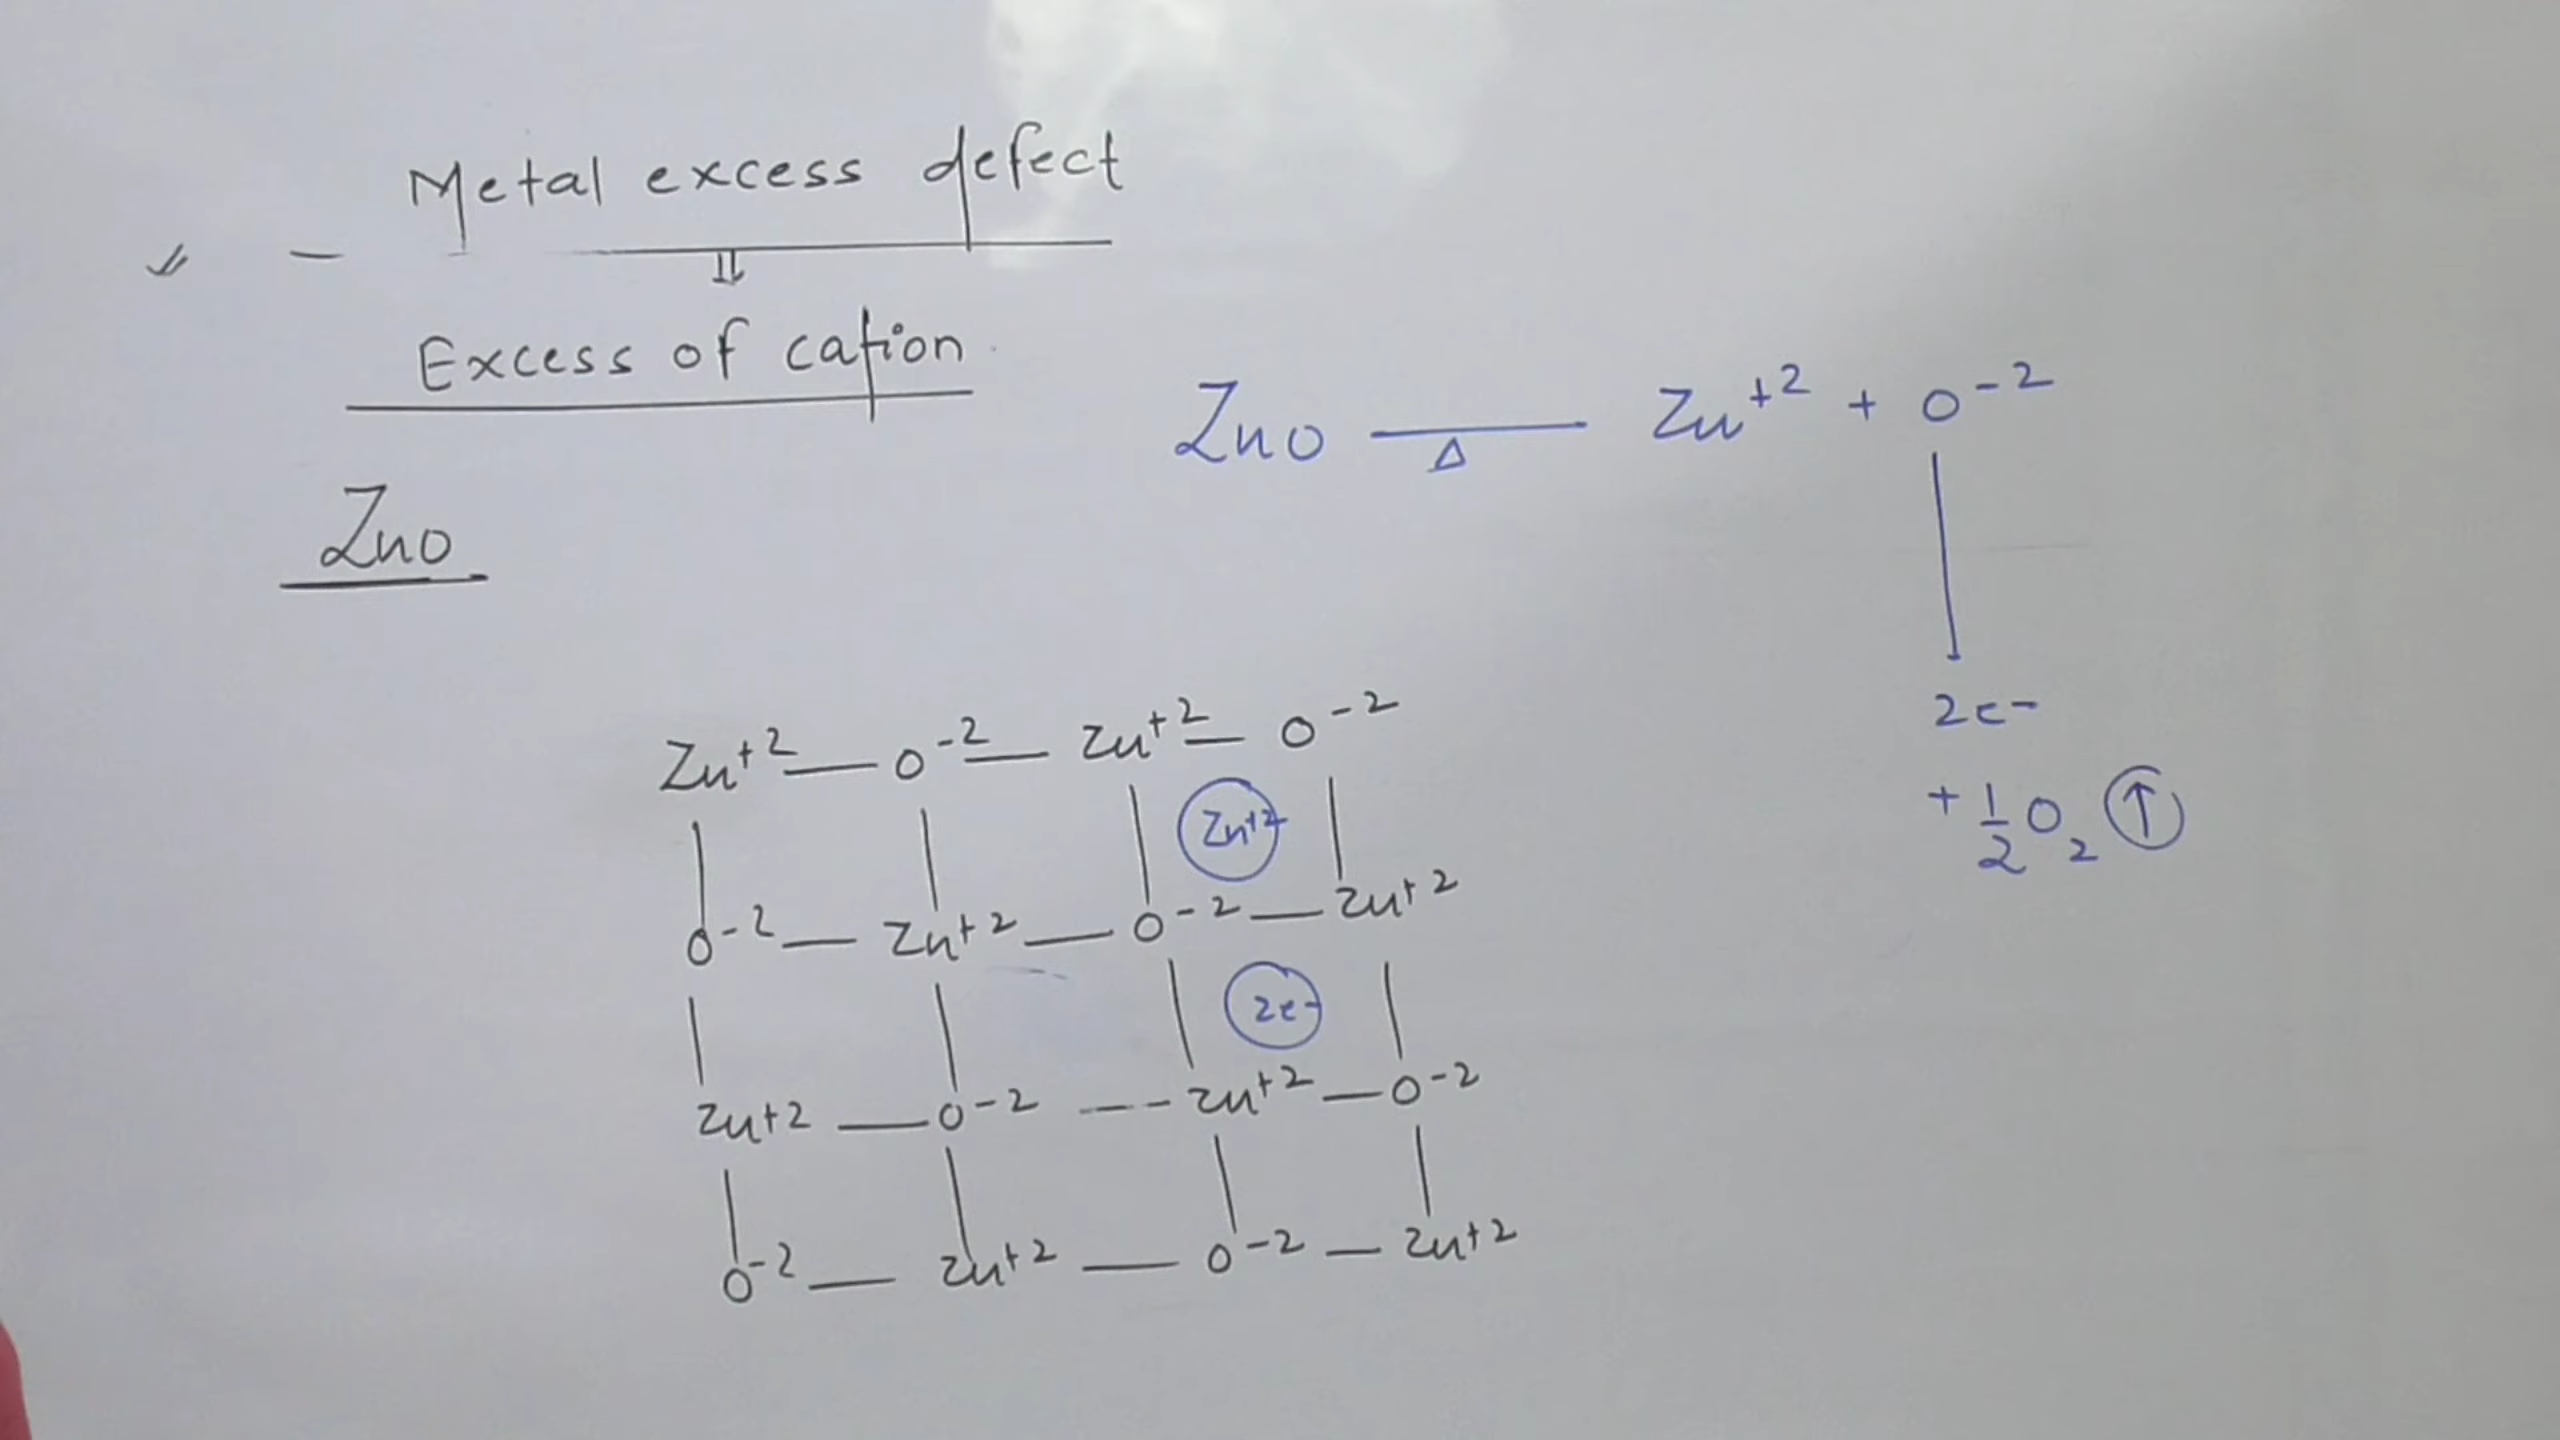 Metal excess defect
⇓
Excess of cation
ZnO
ZnO —Δ— Zn+2 + O-2
2e-
+ 1/2 O2 ↑
Zn+2 — O-2 — Zn+2 — O-2
Zn+2
O-2 — Zn+2 — O-2 — Zn+2
2e-
Zn+2 — O-2 --- Zn+2 — O-2
O-2 — Zn+2 — O-2 — Zn+2